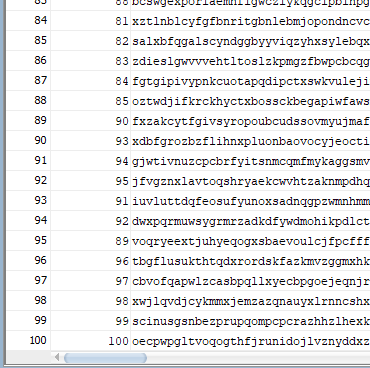 84 81 xztlnblcyfgfbnritgbnlebmjopondncvc
85 82 salxbfqgalscyndggbyyviqzyhxsylebqx
86 83 zdieslgwvvvehtltoslzkpmgzfbwpcbcqg
87 84 fgtgipivypnkcuotapqdipctxswkvuleji
88 85 oztwdjifkrckhyctxbossckbegapiwfaws
89 90 fxzakcytfgivsyropoubcudssovmyujmaf
90 93 xdbfgrozbzflihnxpluonbaovocyjeocti
91 94 gjwtivnuzcpcbrfyitsnmcqmfmykaggsmv
92 95 jfvgznxlavtoqshryaekcwvhtzaknmpdhq
93 91 iuvluttdqfeosufyunoxsadnqgpzwmnhmm
94 92 dwxpqrmuwsygrmrzadkdfywdmohikpdlct
95 89 voqryeextjuhyeqogxsbaevoulcjfpcfff
96 96 tbgflusukthtqdxrordskfazkmvzggmxhk
97 97 cbvofqapwlzcasbpqllxyecbpgoejeqnjr
98 98 xwjlqvdjcykmmxjemzazqnauyxlrnncshx
99 99 scinusgsnbezprupqompcpcrazhhzlhexk
100 100 oecpwpgltvoqogthfjrunidojlvznyddxz